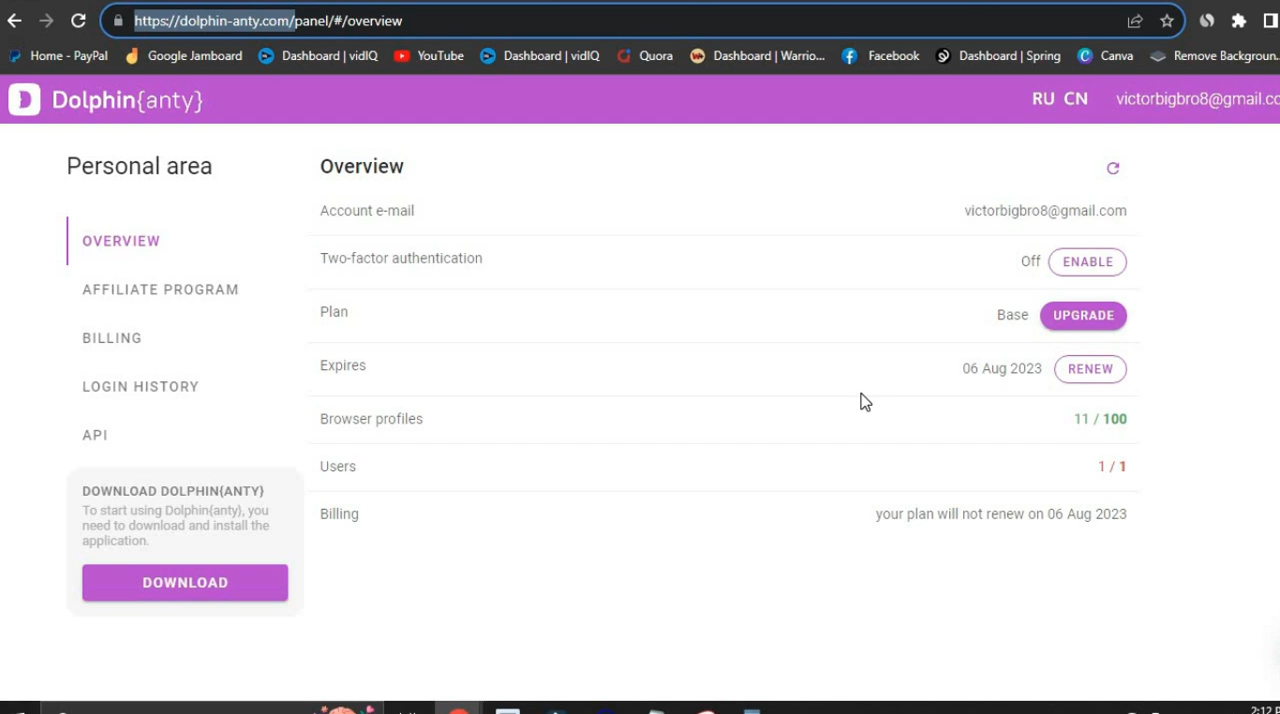 https://dolphin-anty.com/panel/#/overview
Home - PayPal Google Jamboard Dashboard | vidIQ YouTube Dashboard | vidIQ Quora Dashboard | Warrio... Facebook Dashboard | Spring Canva Remove Backgroun...
Dolphin{anty} RU CN victorbigbro8@gmail.co
Personal area
OVERVIEW
AFFILIATE PROGRAM
BILLING
LOGIN HISTORY
API
DOWNLOAD DOLPHIN{ANTY}
To start using Dolphin{anty}, you
need to download and install the
application.
DOWNLOAD
Overview
Account e-mail victorbigbro8@gmail.com
Two-factor authentication Off ENABLE
Plan Base UPGRADE
Expires 06 Aug 2023 RENEW
Browser profiles 11 / 100
Users 1 / 1
Billing your plan will not renew on 06 Aug 2023